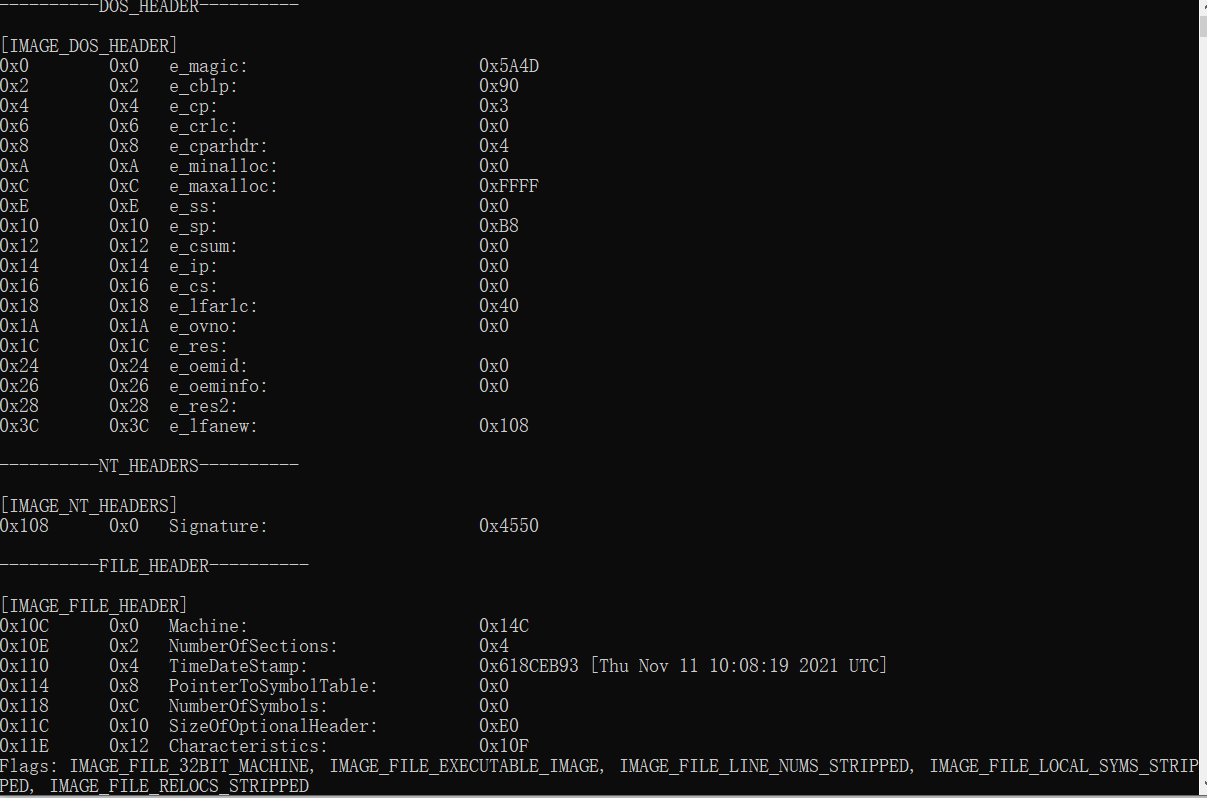 ----------DOS_HEADER----------
[IMAGE_DOS_HEADER]
0x0        0x0   e_magic:                       0x5A4D
0x2        0x2   e_cblp:                        0x90
0x4        0x4   e_cp:                          0x3
0x6        0x6   e_crlc:                        0x0
0x8        0x8   e_cparhdr:                     0x4
0xA        0xA   e_minalloc:                    0x0
0xC        0xC   e_maxalloc:                    0xFFFF
0xE        0xE   e_ss:                          0x0
0x10       0x10  e_sp:                          0xB8
0x12       0x12  e_csum:                        0x0
0x14       0x14  e_ip:                          0x0
0x16       0x16  e_cs:                          0x0
0x18       0x18  e_lfarlc:                      0x40
0x1A       0x1A  e_ovno:                        0x0
0x1C       0x1C  e_res:
0x24       0x24  e_oemid:                       0x0
0x26       0x26  e_oeminfo:                     0x0
0x28       0x28  e_res2:
0x3C       0x3C  e_lfanew:                      0x108
----------NT_HEADERS----------
[IMAGE_NT_HEADERS]
0x108      0x0   Signature:                     0x4550
----------FILE_HEADER----------
[IMAGE_FILE_HEADER]
0x10C      0x0   Machine:                       0x14C
0x10E      0x2   NumberOfSections:              0x4
0x110      0x4   TimeDateStamp:                 0x618CEB93 [Thu Nov 11 10:08:19 2021 UTC]
0x114      0x8   PointerToSymbolTable:          0x0
0x118      0xC   NumberOfSymbols:               0x0
0x11C      0x10  SizeOfOptionalHeader:          0xE0
0x11E      0x12  Characteristics:               0x10F
Flags: IMAGE_FILE_32BIT_MACHINE, IMAGE_FILE_EXECUTABLE_IMAGE, IMAGE_FILE_LINE_NUMS_STRIPPED, IMAGE_FILE_LOCAL_SYMS_STRIP
PED, IMAGE_FILE_RELOCS_STRIPPED